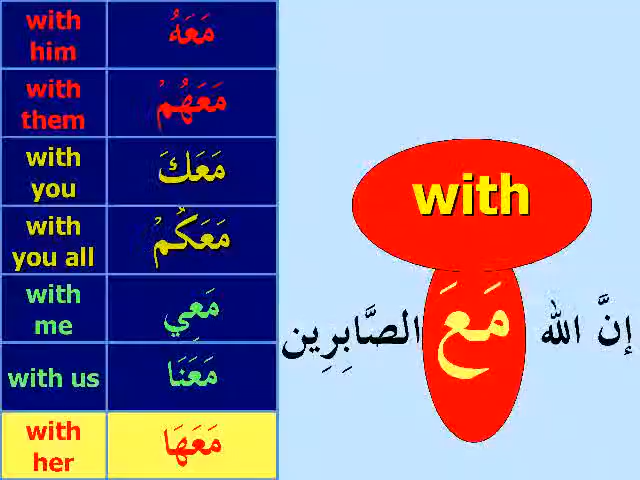 with him مَعَهُ
with them مَعَهُمْ
with you مَعَكَ
with you all مَعَكُمْ
with me مَعِي
with us مَعَنَا
with her مَعَهَا
with
إِنَّ الله مَعَ الصَّابِرِين